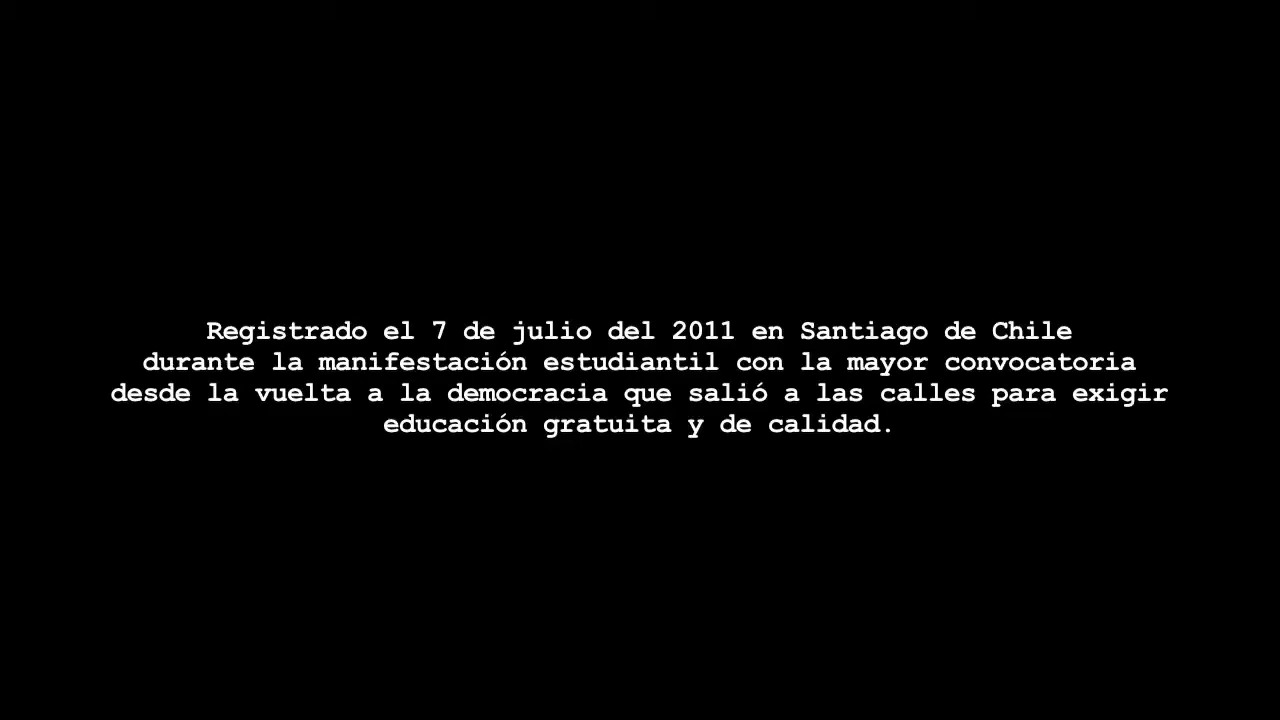 Registrado el 7 de julio del 2011 en Santiago de Chile
durante la manifestación estudiantil con la mayor convocatoria
desde la vuelta a la democracia que salió a las calles para exigir
educación gratuita y de calidad.